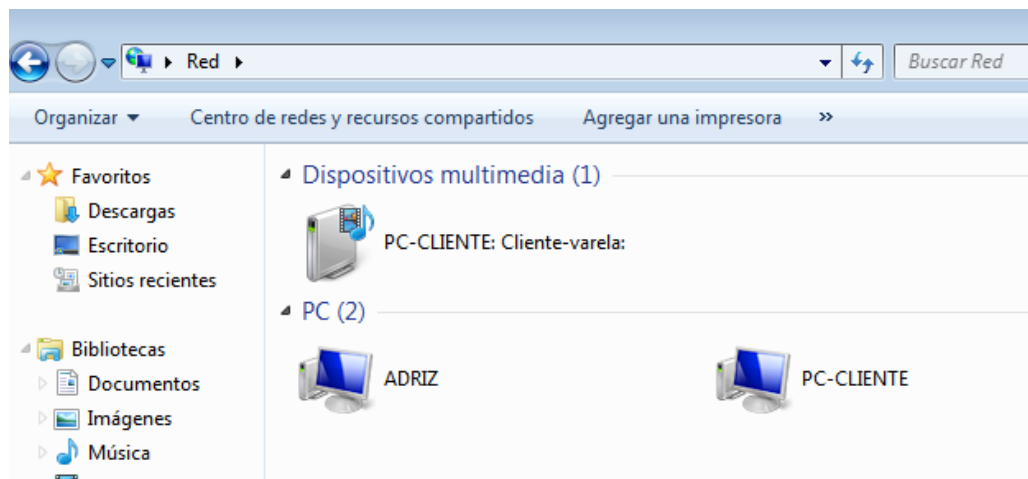 Red
Buscar Red
Organizar
Centro de redes y recursos compartidos
Agregar una impresora
»
Favoritos
Descargas
Escritorio
Sitios recientes
Bibliotecas
Documentos
Imágenes
Música
Dispositivos multimedia (1)
PC-CLIENTE: Cliente-varela:
PC (2)
ADRIZ
PC-CLIENTE